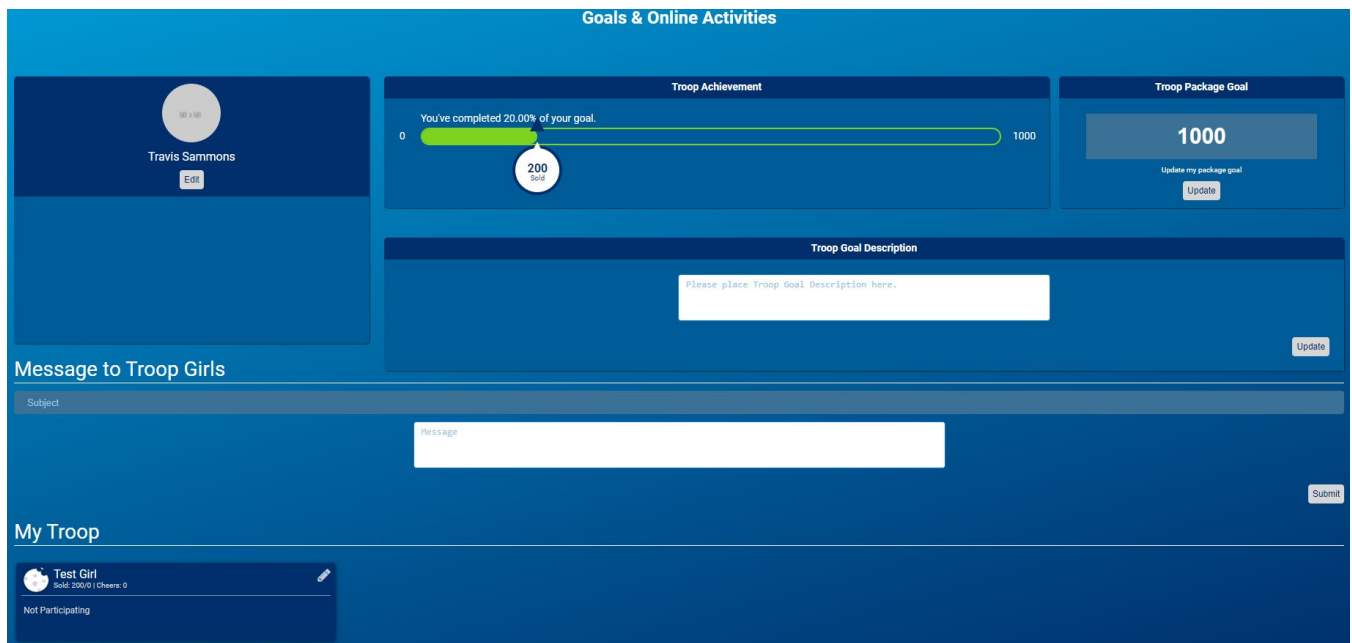 Goals & Online Activities
50 x 50
Travis Sammons
Edit
Troop Achievement
You've completed 20.00% of your goal.
0
1000
200
Sold
Troop Package Goal
1000
Update my package goal
Update
Troop Goal Description
Please place Troop Goal Description here.
Update
Message to Troop Girls
Subject
Message
Submit
My Troop
Test Girl
Sold: 200/0 | Cheers: 0
Not Participating